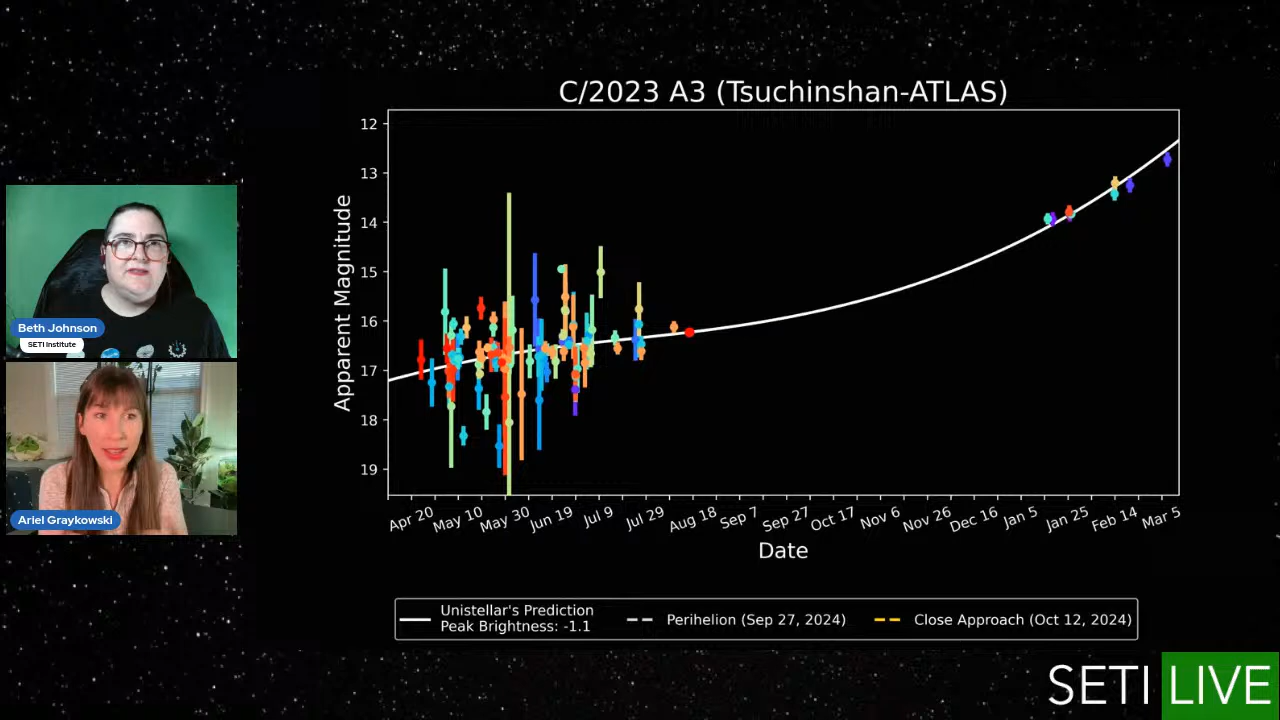 C/2023 A3 (Tsuchinshan-ATLAS)
12
13
14
15
16
17
18
19
Apparent Magnitude
Apr 20
May 10
May 30
Jun 19
Jul 9
Jul 29
Aug 18
Sep 7
Sep 27
Oct 17
Nov 6
Nov 26
Dec 16
Jan 5
Jan 25
Feb 14
Mar 5
Date
Unistellar's Prediction
Peak Brightness: -1.1
Perihelion (Sep 27, 2024)
Close Approach (Oct 12, 2024)
Beth Johnson
SETI Institute
Ariel Graykowski
SETI LIVE